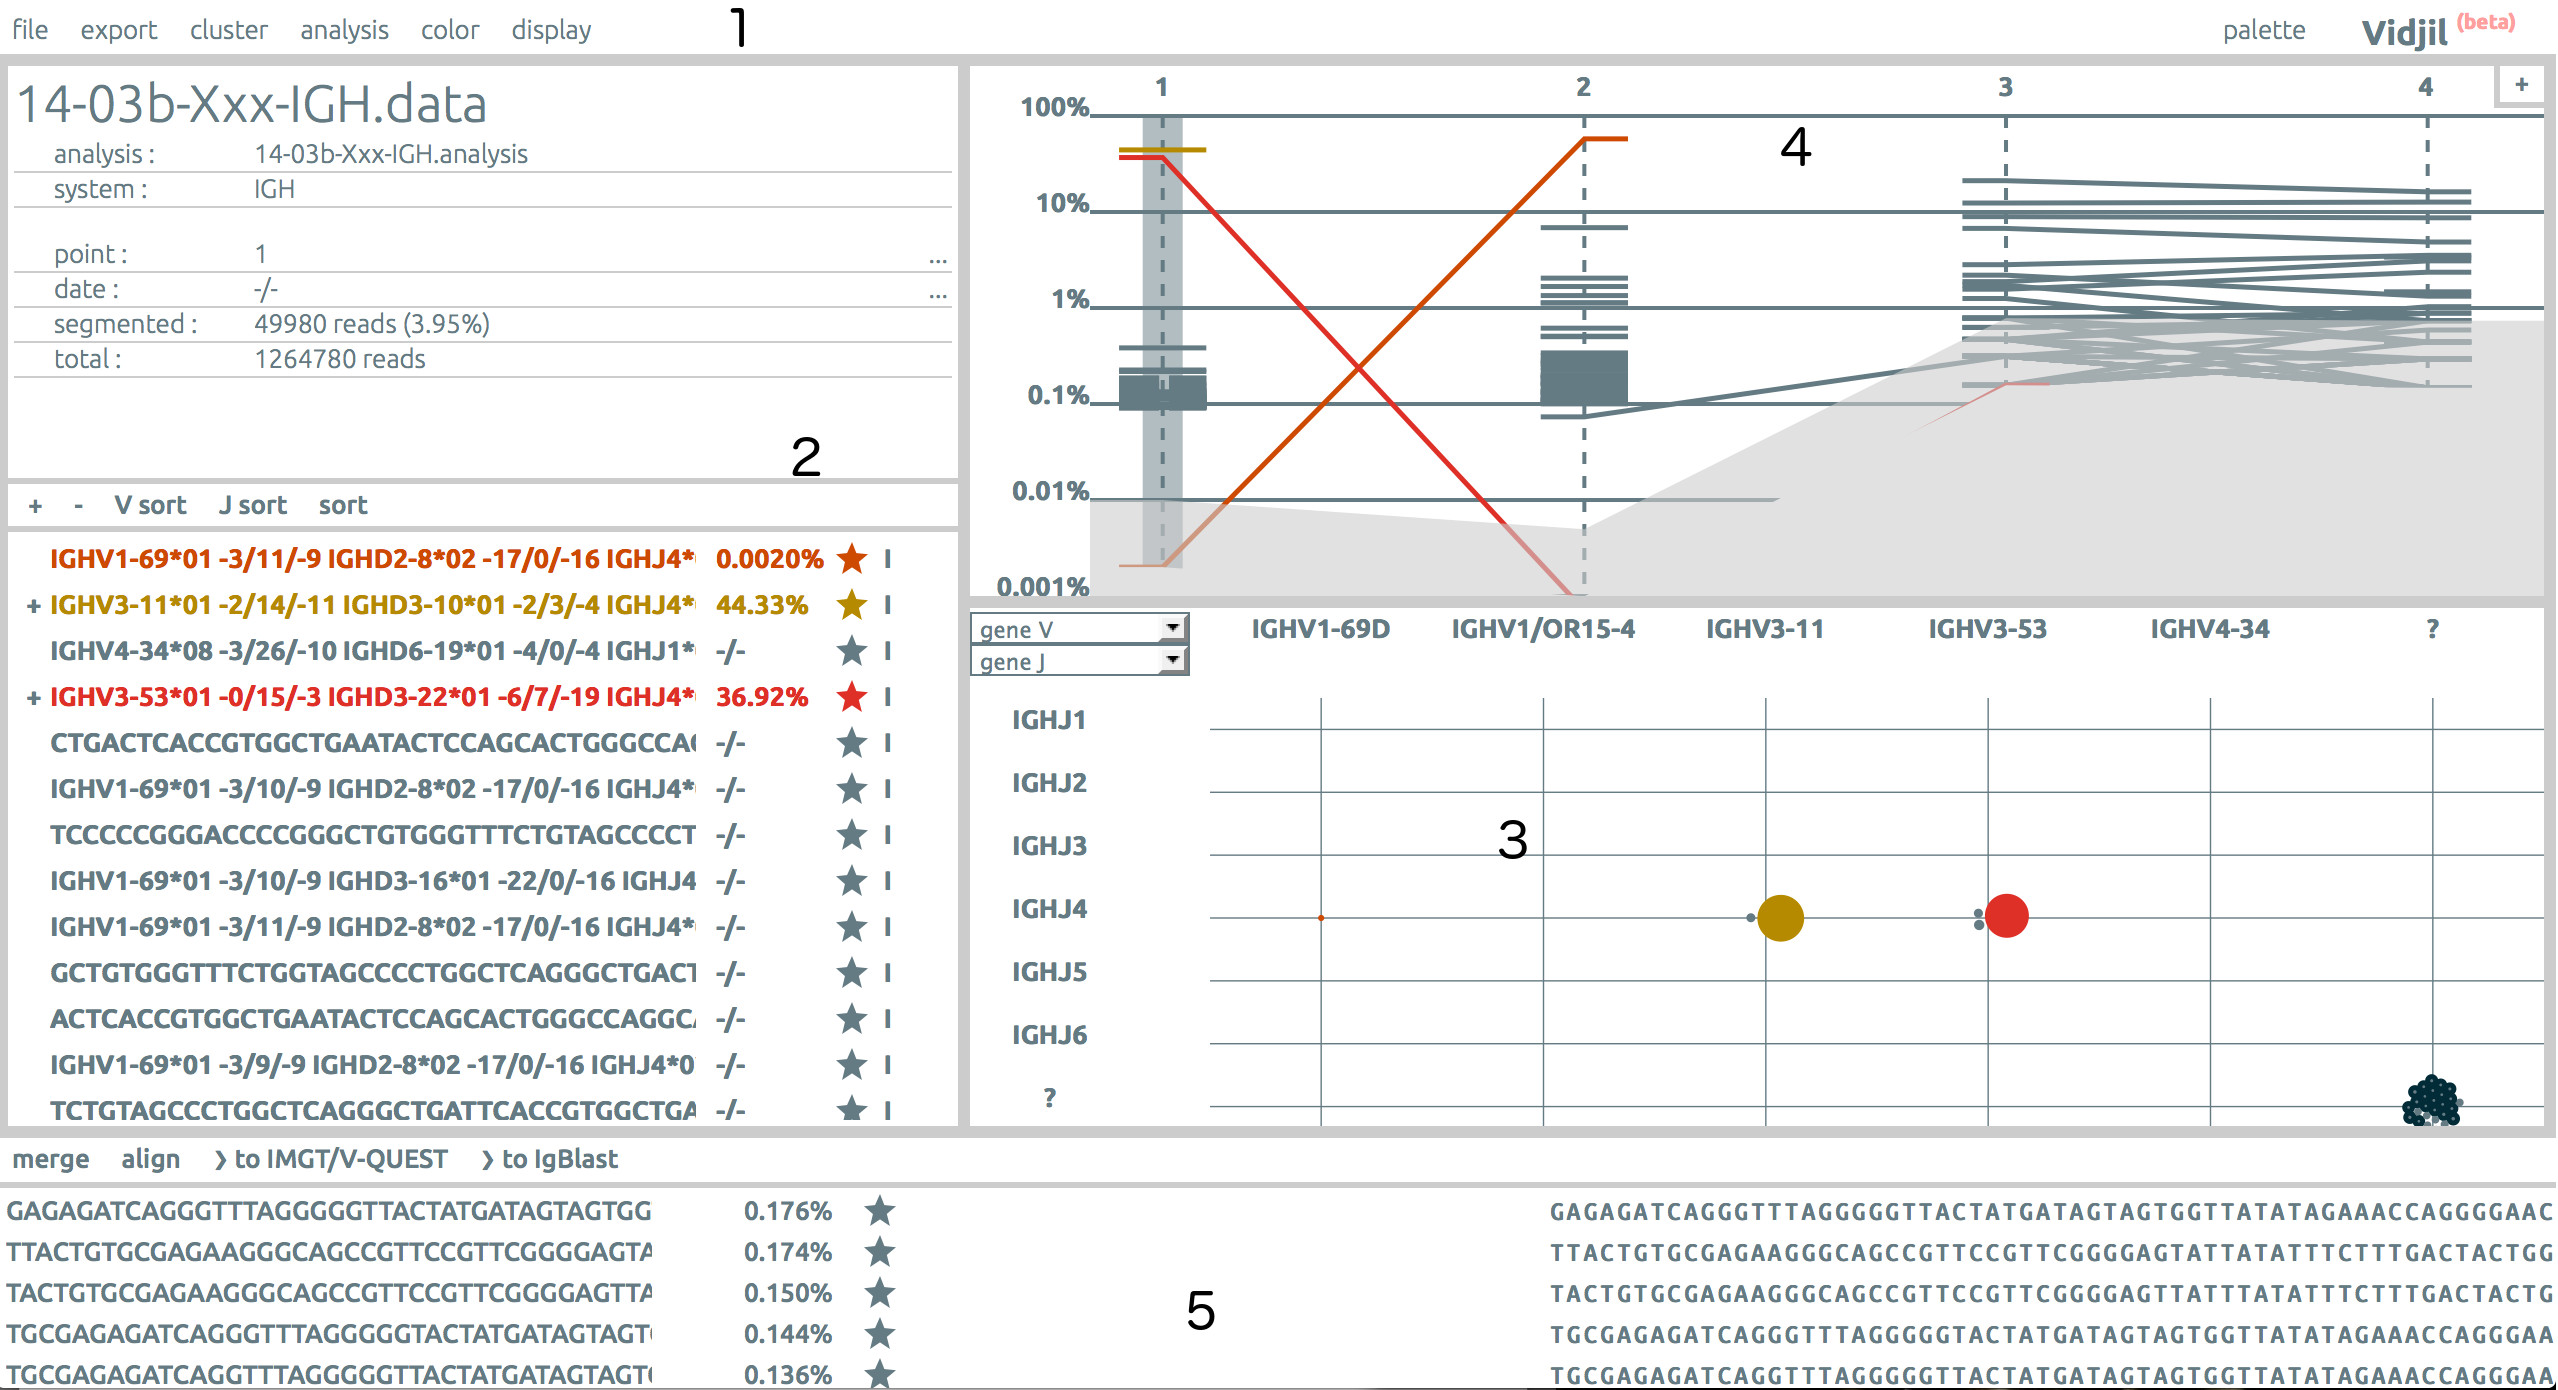 file export cluster analysis color display 1 palette Vidjil (beta)
14-03b-Xxx-IGH.data
analysis : 14-03b-Xxx-IGH.analysis
system : IGH
point : 1 ...
date : -/- ...
segmented : 49980 reads (3.95%)
total : 1264780 reads
2
+ - V sort J sort sort
IGHV1-69*01 -3/11/-9 IGHD2-8*02 -17/0/-16 IGHJ4* 0.0020% ★ I
+ IGHV3-11*01 -2/14/-11 IGHD3-10*01 -2/3/-4 IGHJ4* 44.33% ★ I
IGHV4-34*08 -3/26/-10 IGHD6-19*01 -4/0/-4 IGHJ1* -/- ★ I
+ IGHV3-53*01 -0/15/-3 IGHD3-22*01 -6/7/-19 IGHJ4* 36.92% ★ I
CTGACTCACCGTGGCTGAATACTCCAGCACTGGGCCA -/- ★ I
IGHV1-69*01 -3/10/-9 IGHD2-8*02 -17/0/-16 IGHJ4* -/- ★ I
TCCCCCGGGACCCCGGGCTGTGGGTTTCTGTAGCCCCT -/- ★ I
IGHV1-69*01 -3/10/-9 IGHD3-16*01 -22/0/-16 IGHJ4 -/- ★ I
IGHV1-69*01 -3/11/-9 IGHD2-8*02 -17/0/-16 IGHJ4* -/- ★ I
GCTGTGGGTTTCTGGTAGCCCCTGGCTCAGGGCTGACT -/- ★ I
ACTCACCGTGGCTGAATACTCCAGCACTGGGCCAGGC -/- ★ I
IGHV1-69*01 -3/9/-9 IGHD2-8*02 -17/0/-16 IGHJ4*0 -/- ★ I
TCTGTAGCCCTGGCTCAGGGCTGATTCACCGTGGCTGA -/- ★ I
1 2 3 4 +
100%
4
10%
1%
0.1%
0.01%
0.001%
gene V
gene J
IGHV1-69D IGHV1/OR15-4 IGHV3-11 IGHV3-53 IGHV4-34 ?
IGHJ1
IGHJ2
IGHJ3
3
IGHJ4
IGHJ5
IGHJ6
?
merge align ❯ to IMGT/V-QUEST ❯ to IgBlast
GAGAGATCAGGGTTTAGGGGGTTACTATGATAGTAGTGG 0.176% ★ GAGAGATCAGGGTTTAGGGGGTTACTATGATAGTAGTGGTTATATAGAAACCAGGGGAAC
TTACTGTGCGAGAAGGGCAGCCGTTCCGTTCGGGGAGTA 0.174% ★ TTACTGTGCGAGAAGGGCAGCCGTTCCGTTCGGGGAGTATTATATTTCTTTGACTACTGG
TACTGTGCGAGAAGGGCAGCCGTTCCGTTCGGGGAGTTA 0.150% ★ TACTGTGCGAGAAGGGCAGCCGTTCCGTTCGGGGAGTTATTTATATTTCTTTGACTACTG
5
TGCGAGAGATCAGGGTTTAGGGGGTACTATGATAGTAGT 0.144% ★ TGCGAGAGATCAGGGTTTAGGGGGTACTATGATAGTAGTGGTTATATAGAAACCAGGGAA
TGCGAGAGATCAGGTTTAGGGGGTTACTATGATAGTAGT 0.136% ★ TGCGAGAGATCAGGTTTAGGGGGTTACTATGATAGTAGTGGTTATATAGAAACCAGGGAA